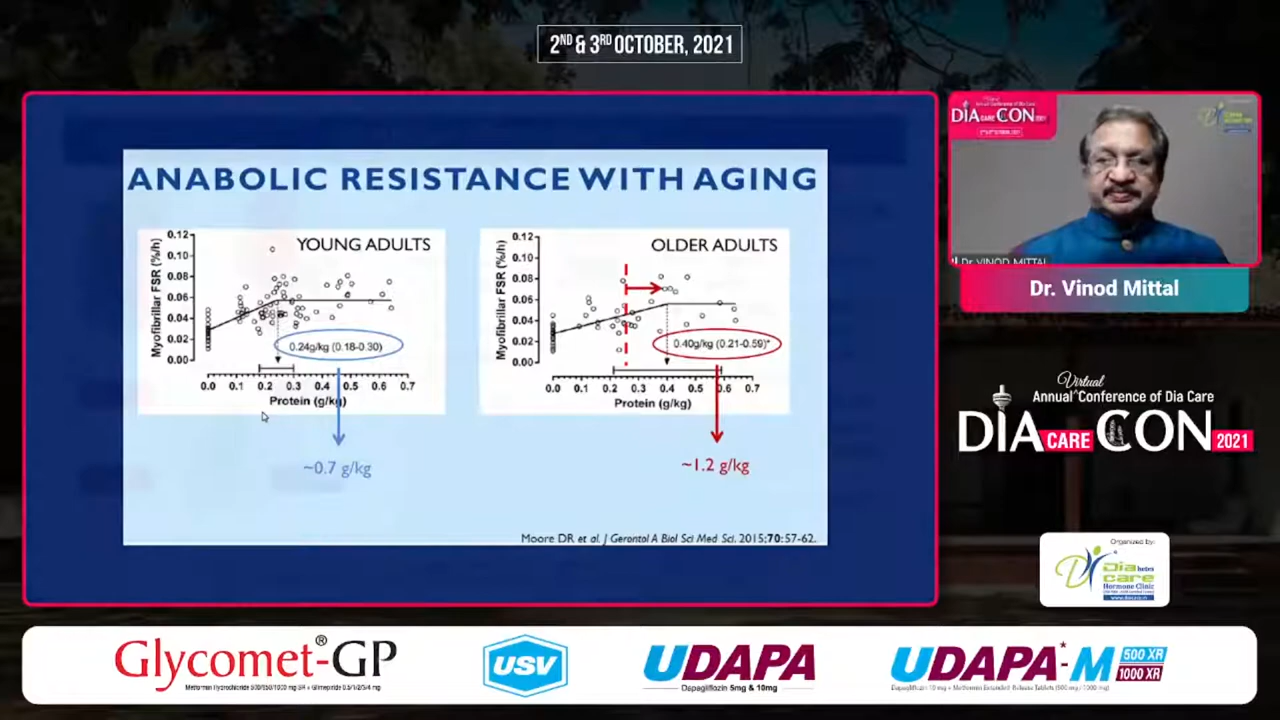 2ND & 3RD OCTOBER, 2021
ANABOLIC RESISTANCE WITH AGING
YOUNG ADULTS
Myofibrillar FSR (%/h)
0.12
0.10
0.08
0.06
0.04
0.02
0.00
0.24g/kg (0.18-0.30)
0.0 0.1 0.2 0.3 0.4 0.5 0.6 0.7
Protein (g/kg)
~0.7 g/kg
OLDER ADULTS
Myofibrillar FSR (%/h)
0.12
0.10
0.08
0.06
0.04
0.02
0.00
0.40g/kg (0.21-0.59)*
0.0 0.1 0.2 0.3 0.4 0.5 0.6 0.7
Protein (g/kg)
~1.2 g/kg
Moore DR et al. J Gerontol A Biol Sci Med Sci. 2015;70:57-62.
Virtual
Annual Conference of Dia Care
DIA CARE CON 2021
Dr. VINOD MITTAL
Dr. Vinod Mittal
Virtual
Annual Conference of Dia Care
DIA CARE CON 2021
Organized by:
Diabetes
care
Hormone Clinic
Glycomet®-GP
Metformin Hydrochloride 500/850/1000 mg SR + Glimepiride 0.5/1/2/3/4 mg
USV
UDAPA
Dapagliflozin 5mg & 10mg
UDAPA*-M 500 XR
1000 XR
Dapagliflozin 10 mg + Metformin Extended-Release Tablets (500 mg / 1000 mg)